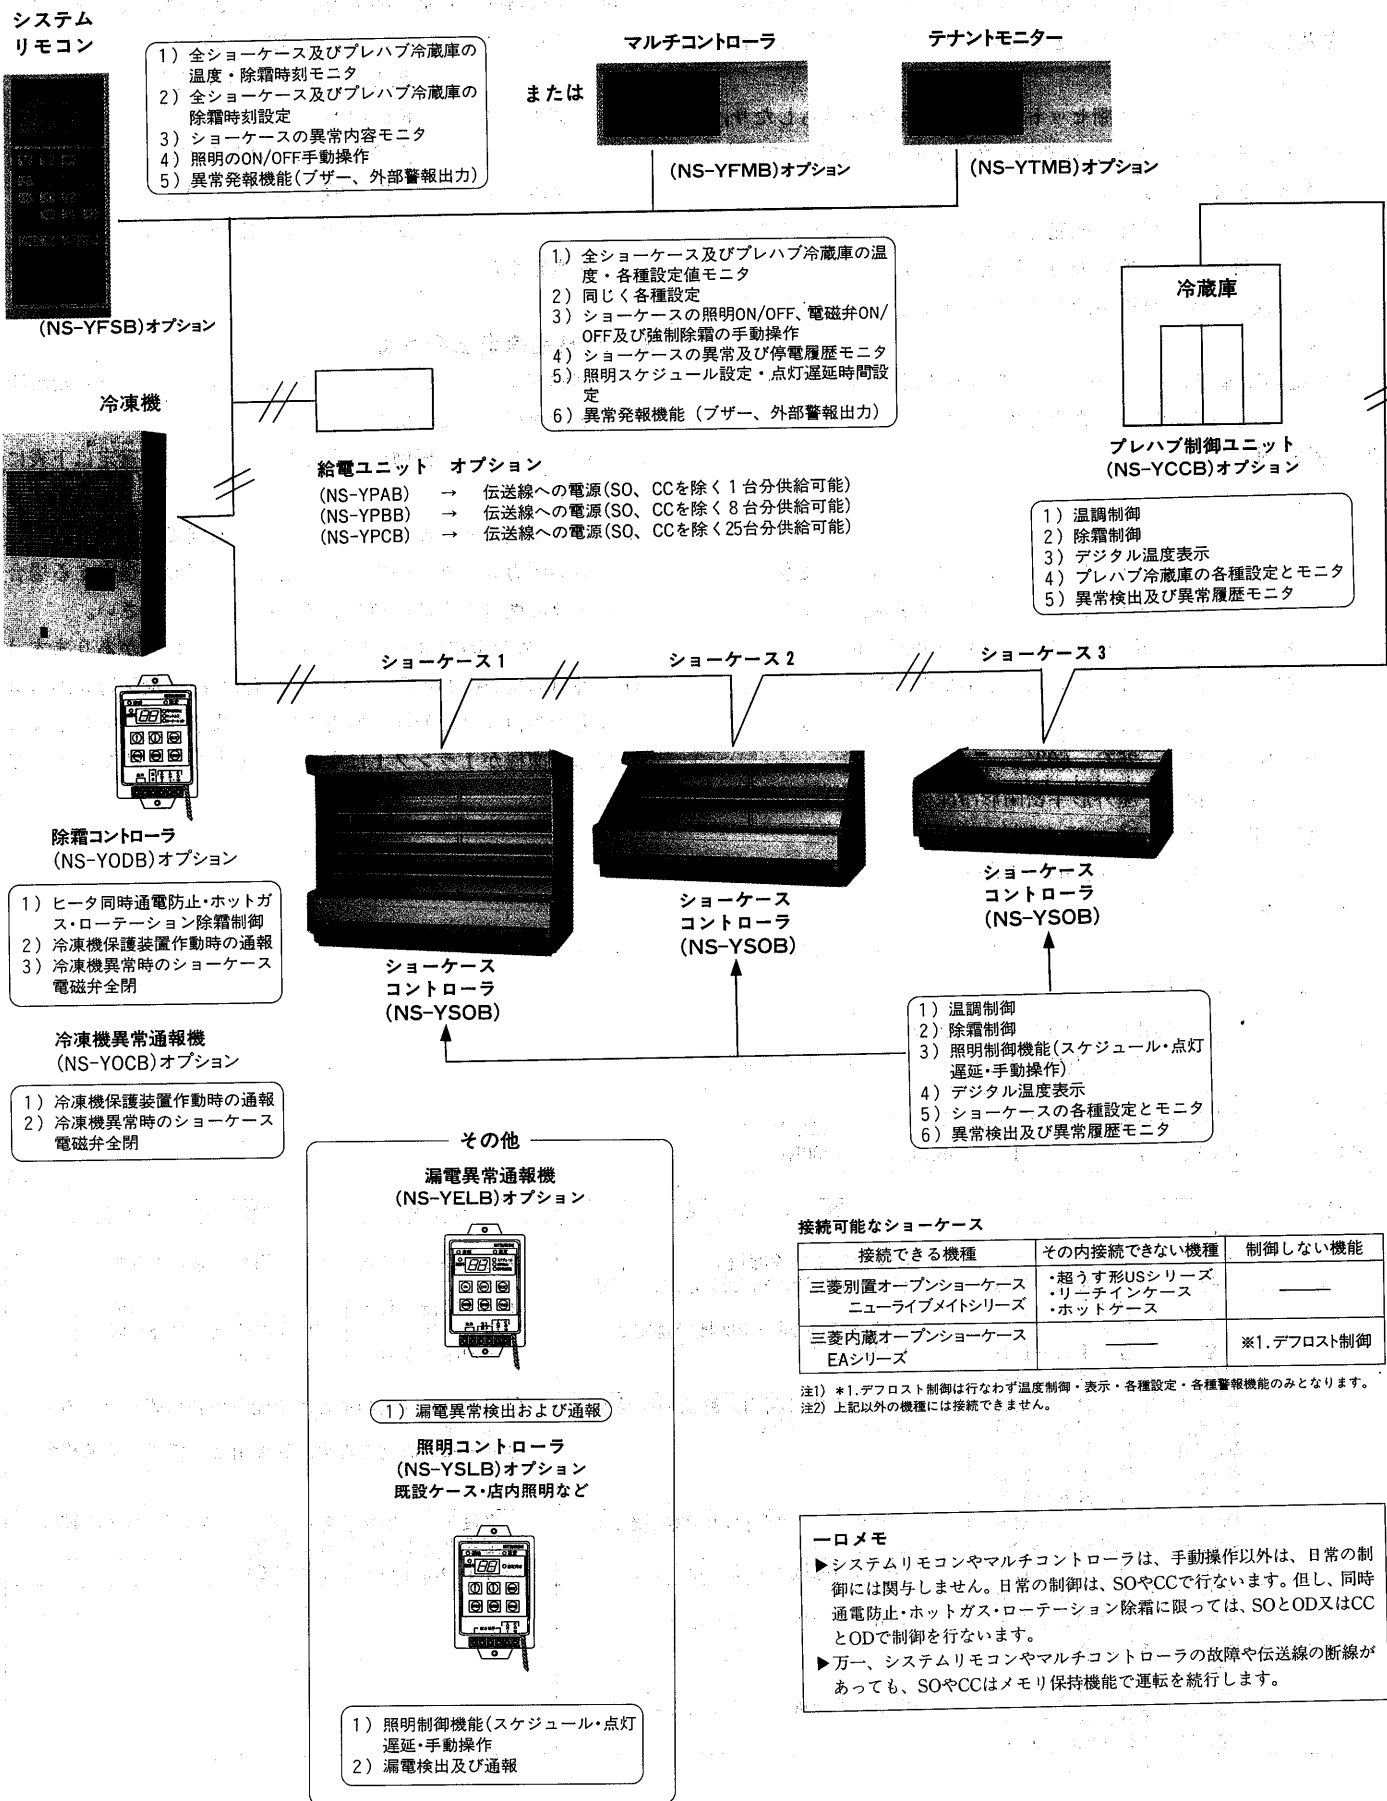 システム
リモコン
1) 全ショーケース及びプレハブ冷蔵庫の
温度・除霜時刻モニタ
2) 全ショーケース及びプレハブ冷蔵庫の
除霜時刻設定
3) ショーケースの異常内容モニタ
4) 照明のON/OFF手動操作
5) 異常発報機能(ブザー、外部警報出力)
または
マルチコントローラ
テナントモニター
(NS-YFMB)オプション
(NS-YTMB)オプション
(NS-YFSB)オプション
1) 全ショーケース及びプレハブ冷蔵庫の温
度・各種設定値モニタ
2) 同じく各種設定
3) ショーケースの照明ON/OFF、電磁弁ON/
OFF及び強制除霜の手動操作
4) ショーケースの異常及び停電履歴モニタ
5) 照明スケジュール設定・点灯遅延時間設
定
6) 異常発報機能 (ブザー、外部警報出力)
冷蔵庫
プレハブ制御ユニット
(NS-YCCB)オプション
1) 温調制御
2) 除霜制御
3) デジタル温度表示
4) プレハブ冷蔵庫の各種設定とモニタ
5) 異常検出及び異常履歴モニタ
冷凍機
給電ユニット オプション
(NS-YPAB) → 伝送線への電源(SO、CCを除く1台分供給可能)
(NS-YPBB) → 伝送線への電源(SO、CCを除く8台分供給可能)
(NS-YPCB) → 伝送線への電源(SO、CCを除く25台分供給可能)
ショーケース1
ショーケース2
ショーケース3
除霜コントローラ
(NS-YODB)オプション
1) ヒータ同時通電防止・ホットガ
ス・ローテーション除霜制御
2) 冷凍機保護装置作動時の通報
3) 冷凍機異常時のショーケース
電磁弁全閉
冷凍機異常通報機
(NS-YOCB)オプション
1) 冷凍機保護装置作動時の通報
2) 冷凍機異常時のショーケース
電磁弁全閉
ショーケース
コントローラ
(NS-YSOB)
ショーケース
コントローラ
(NS-YSOB)
ショーケース
コントローラ
(NS-YSOB)
1) 温調制御
2) 除霜制御
3) 照明制御機能(スケジュール・点灯
遅延・手動操作)
4) デジタル温度表示
5) ショーケースの各種設定とモニタ
6) 異常検出及び異常履歴モニタ
その他
漏電異常通報機
(NS-YELB)オプション
1) 漏電異常検出および通報
照明コントローラ
(NS-YSLB)オプション
既設ケース・店内照明など
1) 照明制御機能(スケジュール・点灯
遅延・手動操作
2) 漏電検出及び通報
接続可能なショーケース
接続できる機種 その内接続できない機種 制御しない機能
三菱別置オープンショーケース
ニューライブメイトシリーズ
・超うす形USシリーズ
・リーチインケース
・ホットケース
——
三菱内蔵オープンショーケース
EAシリーズ
——
※1.デフロスト制御
注1) *1.デフロスト制御は行なわず温度制御・表示・各種設定・各種警報機能のみとなります。
注2) 上記以外の機種には接続できません。
一口メモ
▶システムリモコンやマルチコントローラは、手動操作以外は、日常の制
御には関与しません。日常の制御は、SOやCCで行ないます。但し、同時
通電防止・ホットガス・ローテーション除霜に限っては、SOとOD又はCC
とODで制御を行ないます。
▶万一、システムリモコンやマルチコントローラの故障や伝送線の断線が
あっても、SOやCCはメモリ保持機能で運転を続行します。